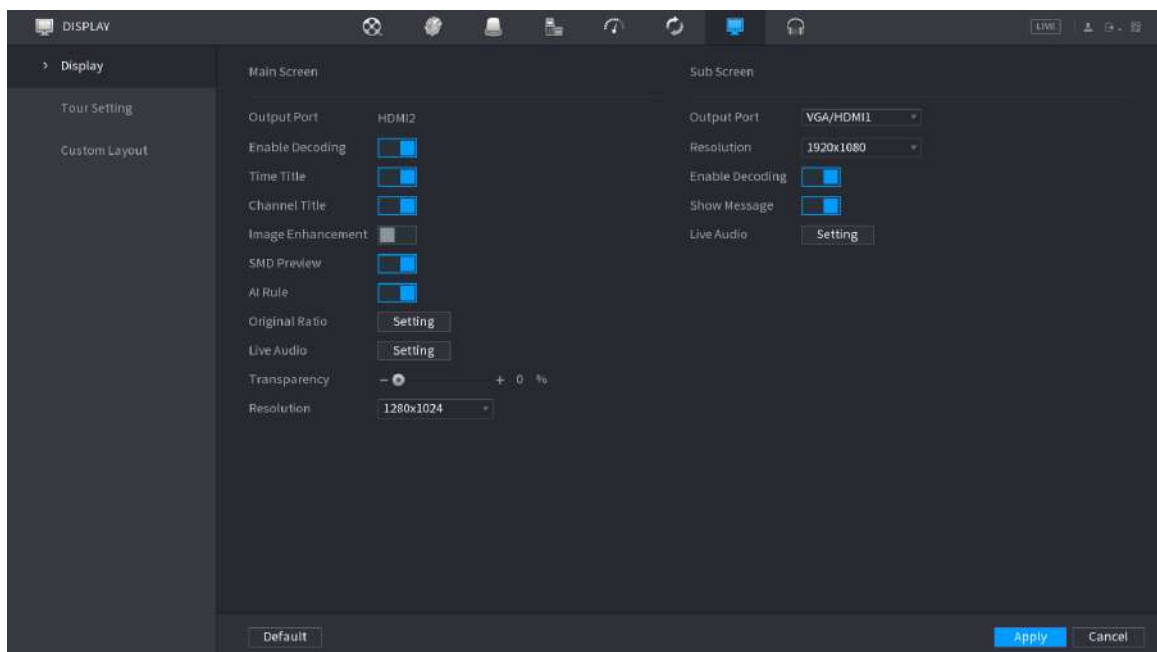 DISPLAY
LIVE
Display
Tour Setting
Custom Layout
Main Screen
Output Port HDMI2
Enable Decoding
Time Title
Channel Title
Image Enhancement
SMD Preview
AI Rule
Original Ratio Setting
Live Audio Setting
Transparency - + 0 %
Resolution 1280x1024
Sub Screen
Output Port VGA/HDMI1
Resolution 1920x1080
Enable Decoding
Show Message
Live Audio Setting
Default
Apply
Cancel